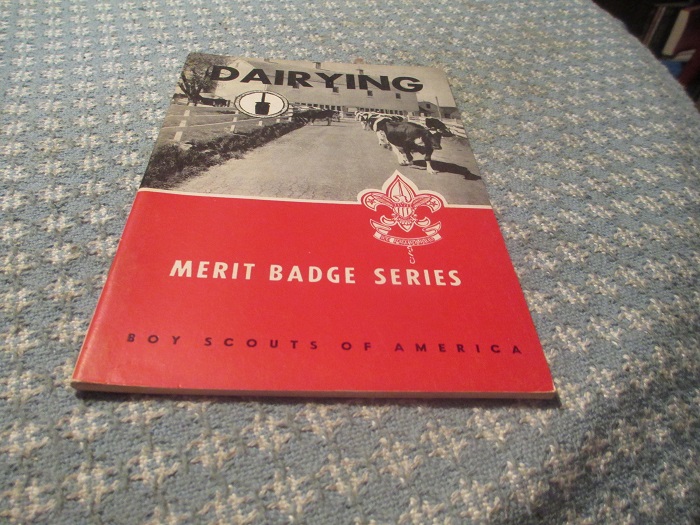 DAIRYING
MERIT BADGE SERIES
BOY SCOUTS OF AMERICA